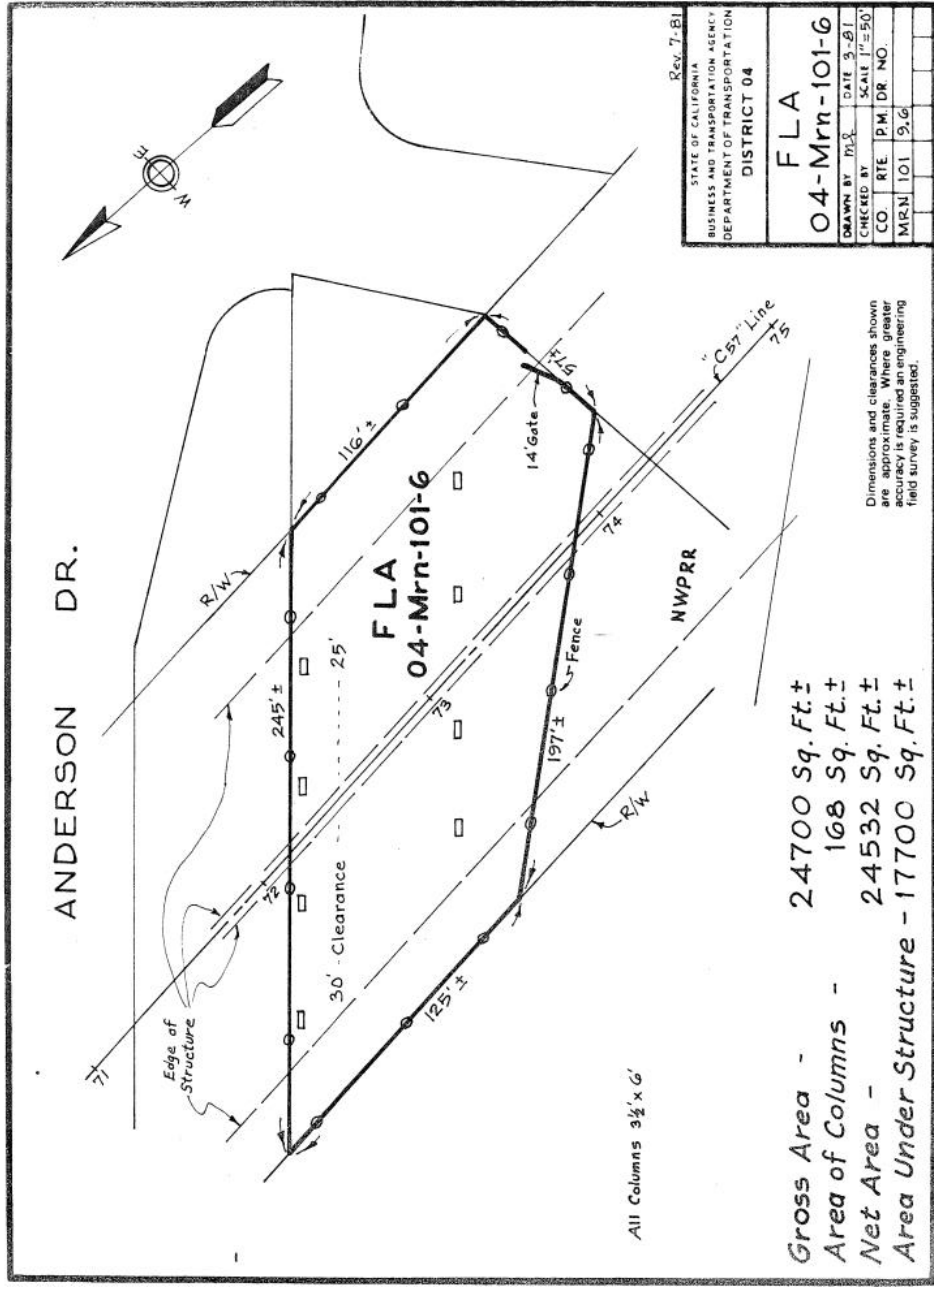 ANDERSON DR.
Rev. 7-81
STATE OF CALIFORNIA
BUSINESS AND TRANSPORTATION AGENCY
DEPARTMENT OF TRANSPORTATION
DISTRICT 04
FLA
04-Mrn-101-6
DRAWN BY
DATE 3-81
CHECKED BY
SCALE 1"=50'
CO. RTE. P.M. DR. NO.
MRN 101 9.6
E
W
R/W
116'±
57'±
14' Gate
245'±
FLA
04-Mrn-101-6
30' - Clearance - - - - - - - 25'
"C57" Line
71
72
73
74
75
Edge of
Structure
NWPRR
Fence
197'±
R/W
125'±
All Columns 3½' x 6'
Dimensions and clearances shown
are approximate. Where greater
accuracy is required an engineering
field survey is suggested.
Gross Area - 24700 Sq. Ft. ±
Area of Columns - 168 Sq. Ft. ±
Net Area - 24532 Sq. Ft. ±
Area Under Structure - 17700 Sq. Ft. ±